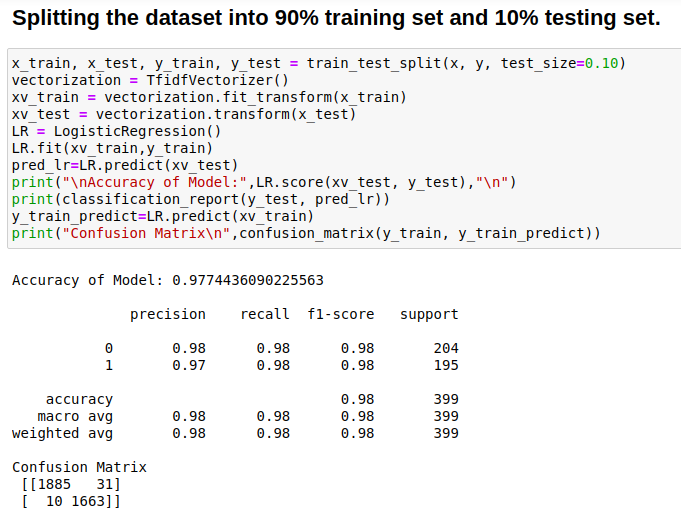 Splitting the dataset into 90% training set and 10% testing set.
x_train, x_test, y_train, y_test = train_test_split(x, y, test_size=0.10)
vectorization = TfidfVectorizer()
xv_train = vectorization.fit_transform(x_train)
xv_test = vectorization.transform(x_test)
LR = LogisticRegression()
LR.fit(xv_train,y_train)
pred_lr=LR.predict(xv_test)
print("\nAccuracy of Model:",LR.score(xv_test, y_test),"\n")
print(classification_report(y_test, pred_lr))
y_train_predict=LR.predict(xv_train)
print("Confusion Matrix\n",confusion_matrix(y_train, y_train_predict))
Accuracy of Model: 0.9774436090225563
precision recall f1-score support
0 0.98 0.98 0.98 204
1 0.97 0.98 0.98 195
accuracy 0.98 399
macro avg 0.98 0.98 0.98 399
weighted avg 0.98 0.98 0.98 399
Confusion Matrix
[[1885 31]
[ 10 1663]]